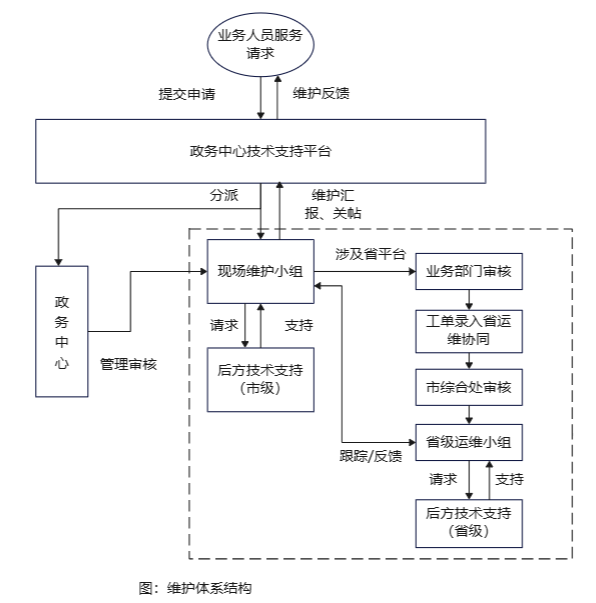 业务人员服务
请求
提交申请
维护反馈
政务中心技术支持平台
分派
维护汇
报、关帖
政
务
中
心
管理审核
现场维护小组
涉及省平台
业务部门审核
请求
支持
工单录入省运
维协同
后方技术支持
（市级）
市综合处审核
省级运维小组
跟踪/反馈
请求
支持
后方技术支持
（省级）
图：维护体系结构